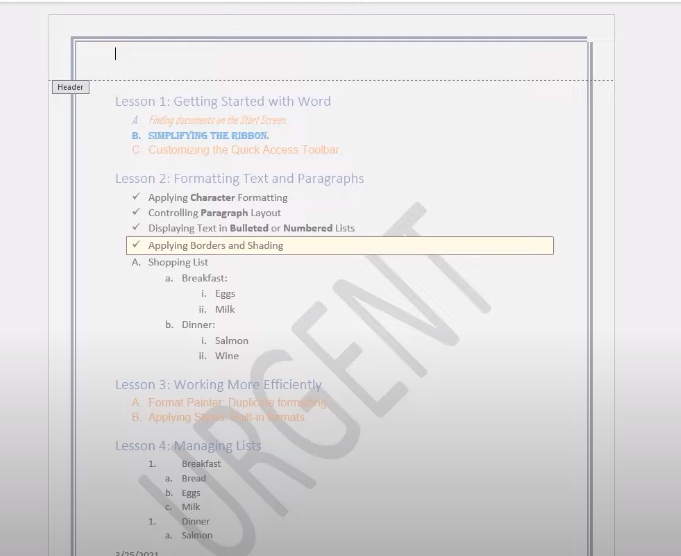 Header
Lesson 1: Getting Started with Word
A. Finding documents on the Start Screen.
B. SIMPLIFYING THE RIBBON.
C. Customizing the Quick Access Toolbar
Lesson 2: Formatting Text and Paragraphs
✓ Applying Character Formatting
✓ Controlling Paragraph Layout
✓ Displaying Text in Bulleted or Numbered Lists
✓ Applying Borders and Shading
A. Shopping List
a. Breakfast:
i. Eggs
ii. Milk
b. Dinner:
i. Salmon
ii. Wine
Lesson 3: Working More Efficiently
A. Format Painter: Duplicate formatting
B. Applying Styles: Built-in formats
Lesson 4: Managing Lists
1. Breakfast
a. Bread
b. Eggs
c. Milk
1. Dinner
a. Salmon
3/25/2021
URGENT